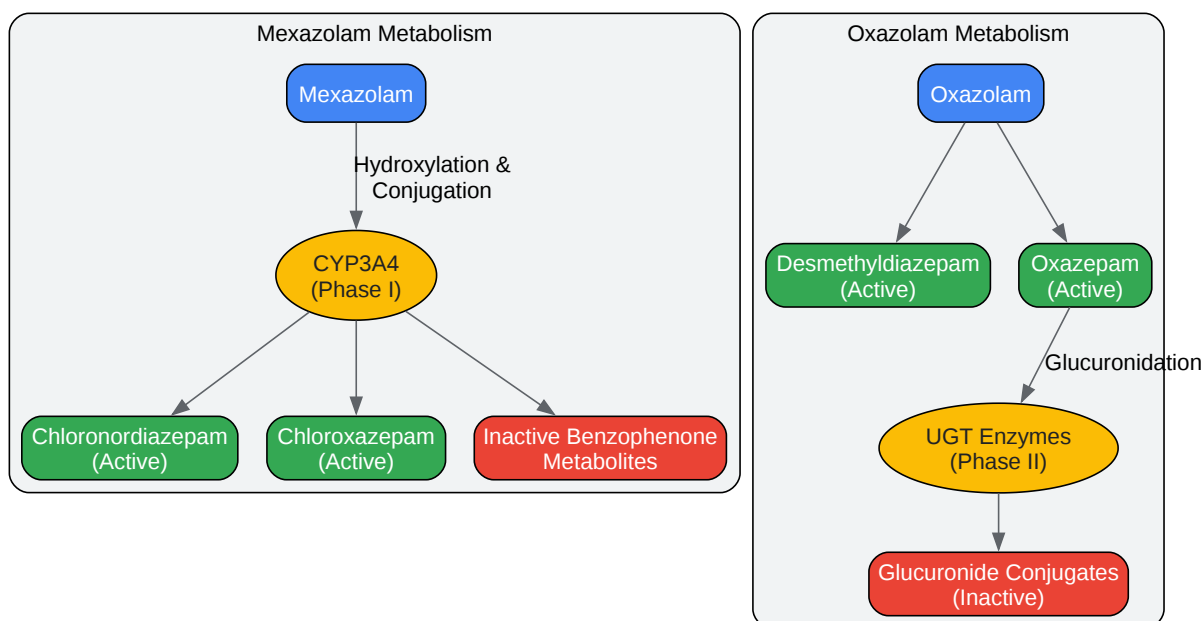 Mexazolam Metabolism
Mexazolam
Hydroxylation &
Conjugation
CYP3A4
(Phase I)
Chloronordiazepam
(Active)
Chloroxazepam
(Active)
Inactive Benzophenone
Metabolites
Oxazolam Metabolism
Oxazolam
Desmethyldiazepam
(Active)
Oxazepam
(Active)
Glucuronidation
UGT Enzymes
(Phase II)
Glucuronide Conjugates
(Inactive)